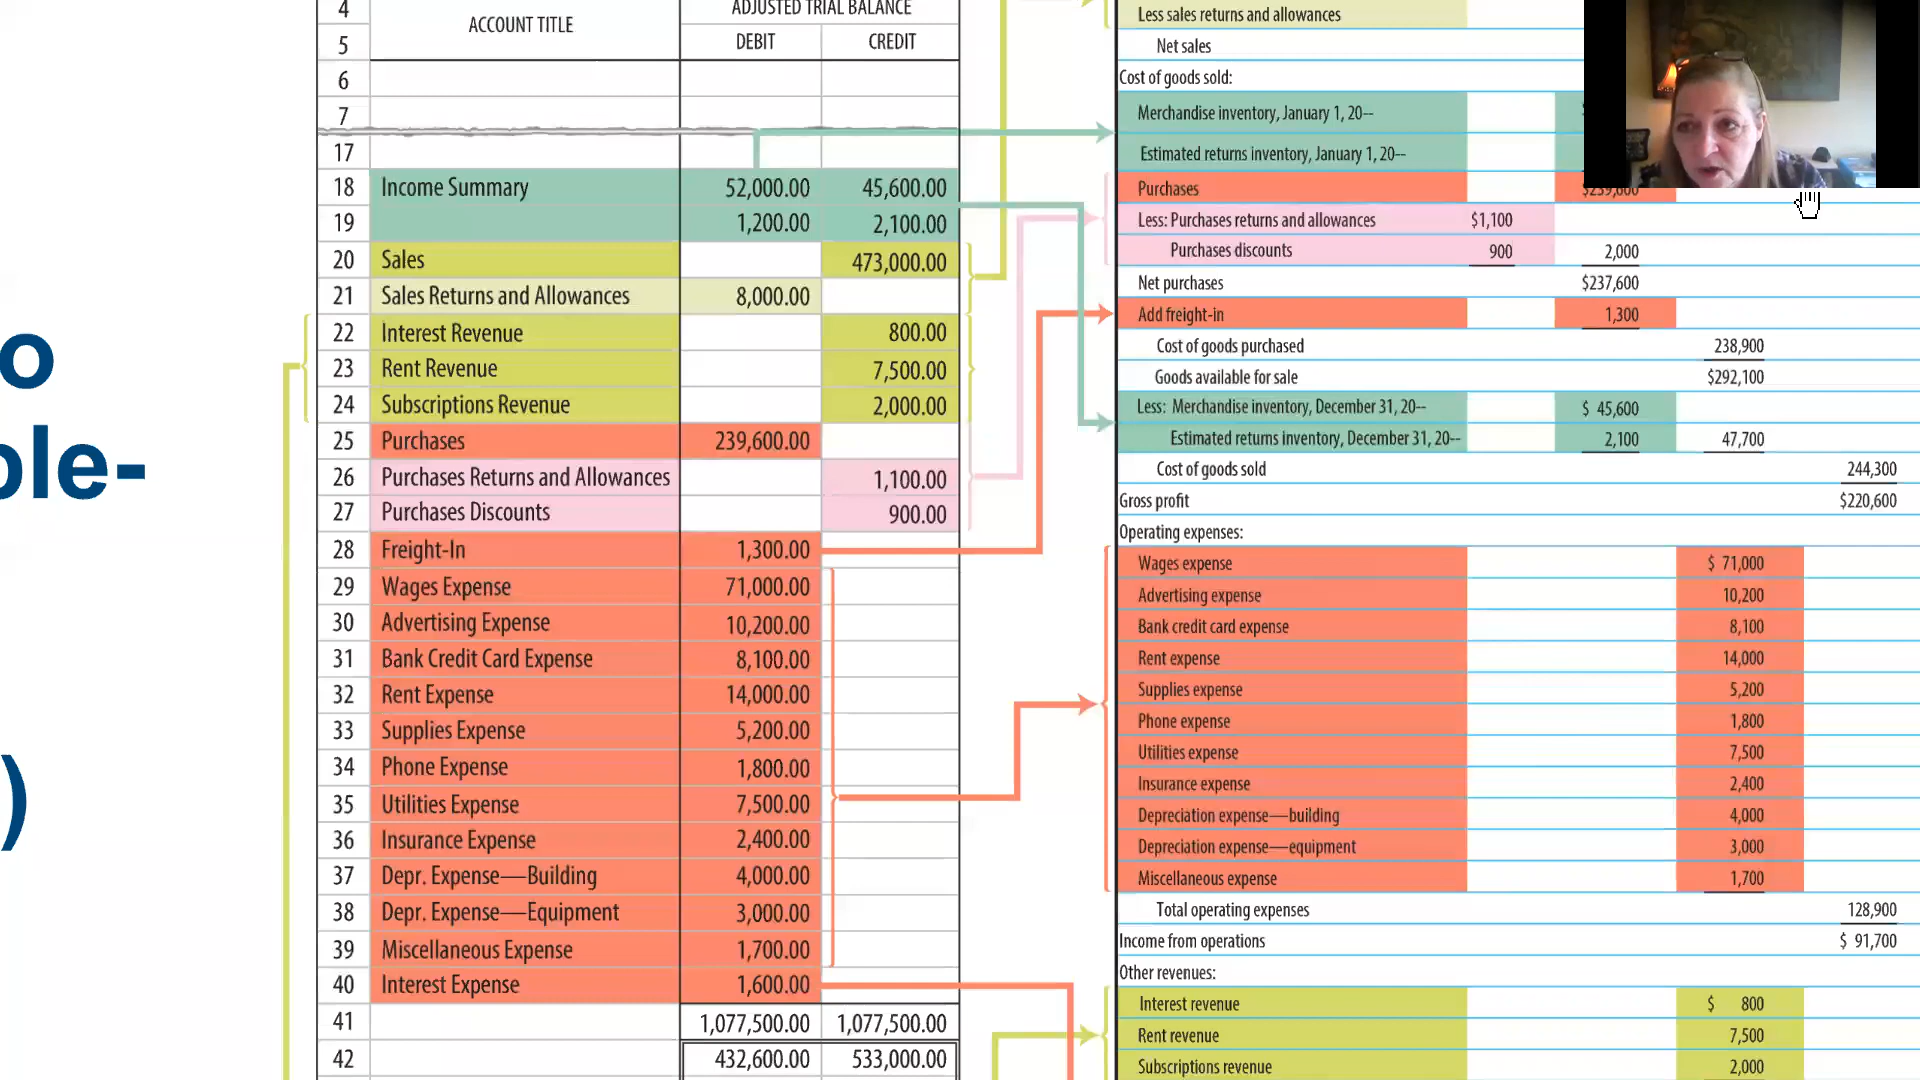 o
ple-
)
4 ADJUSTED TRIAL BALANCE
ACCOUNT TITLE
5 DEBIT CREDIT
6
7
17
18 Income Summary 52,000.00 45,600.00
19 1,200.00 2,100.00
20 Sales 473,000.00
21 Sales Returns and Allowances 8,000.00
22 Interest Revenue 800.00
23 Rent Revenue 7,500.00
24 Subscriptions Revenue 2,000.00
25 Purchases 239,600.00
26 Purchases Returns and Allowances 1,100.00
27 Purchases Discounts 900.00
28 Freight-In 1,300.00
29 Wages Expense 71,000.00
30 Advertising Expense 10,200.00
31 Bank Credit Card Expense 8,100.00
32 Rent Expense 14,000.00
33 Supplies Expense 5,200.00
34 Phone Expense 1,800.00
35 Utilities Expense 7,500.00
36 Insurance Expense 2,400.00
37 Depr. Expense—Building 4,000.00
38 Depr. Expense—Equipment 3,000.00
39 Miscellaneous Expense 1,700.00
40 Interest Expense 1,600.00
41 1,077,500.00 1,077,500.00
42 432,600.00 533,000.00
Less sales returns and allowances
Net sales
Cost of goods sold:
Merchandise inventory, January 1, 20--
Estimated returns inventory, January 1, 20--
Purchases $239,600
Less: Purchases returns and allowances $1,100
Purchases discounts 900 2,000
Net purchases $237,600
Add freight-in 1,300
Cost of goods purchased 238,900
Goods available for sale $292,100
Less: Merchandise inventory, December 31, 20-- $ 45,600
Estimated returns inventory, December 31, 20-- 2,100 47,700
Cost of goods sold 244,300
Gross profit $220,600
Operating expenses:
Wages expense $ 71,000
Advertising expense 10,200
Bank credit card expense 8,100
Rent expense 14,000
Supplies expense 5,200
Phone expense 1,800
Utilities expense 7,500
Insurance expense 2,400
Depreciation expense—building 4,000
Depreciation expense—equipment 3,000
Miscellaneous expense 1,700
Total operating expenses 128,900
Income from operations $ 91,700
Other revenues:
Interest revenue $ 800
Rent revenue 7,500
Subscriptions revenue 2,000